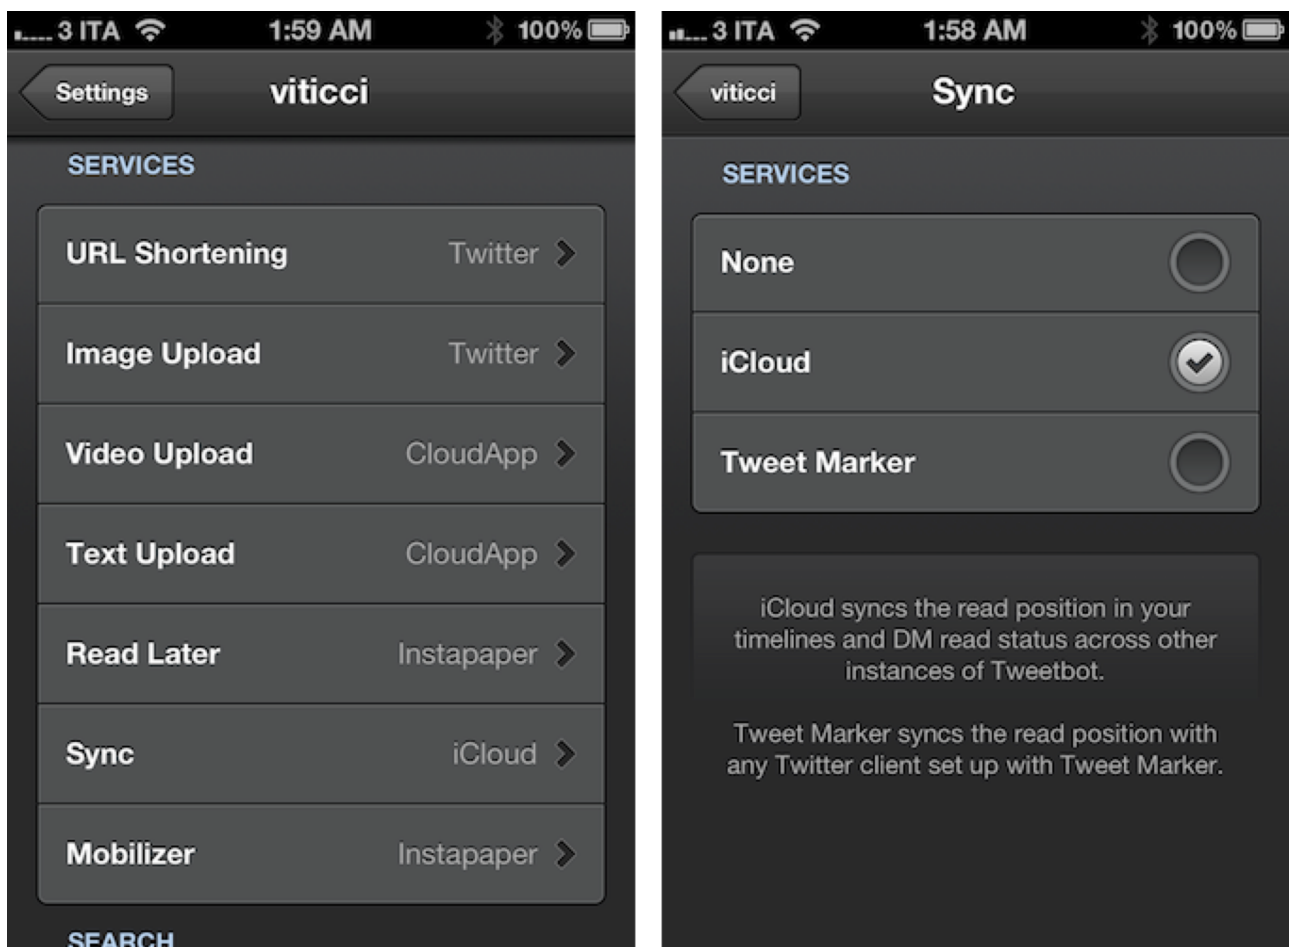 3 ITA 1:59 AM 100%
Settings viticci
SERVICES
URL Shortening Twitter
Image Upload Twitter
Video Upload CloudApp
Text Upload CloudApp
Read Later Instapaper
Sync iCloud
Mobilizer Instapaper
SEARCH
3 ITA 1:58 AM 100%
viticci Sync
SERVICES
None
iCloud
Tweet Marker
iCloud syncs the read position in your
timelines and DM read status across other
instances of Tweetbot.
Tweet Marker syncs the read position with
any Twitter client set up with Tweet Marker.